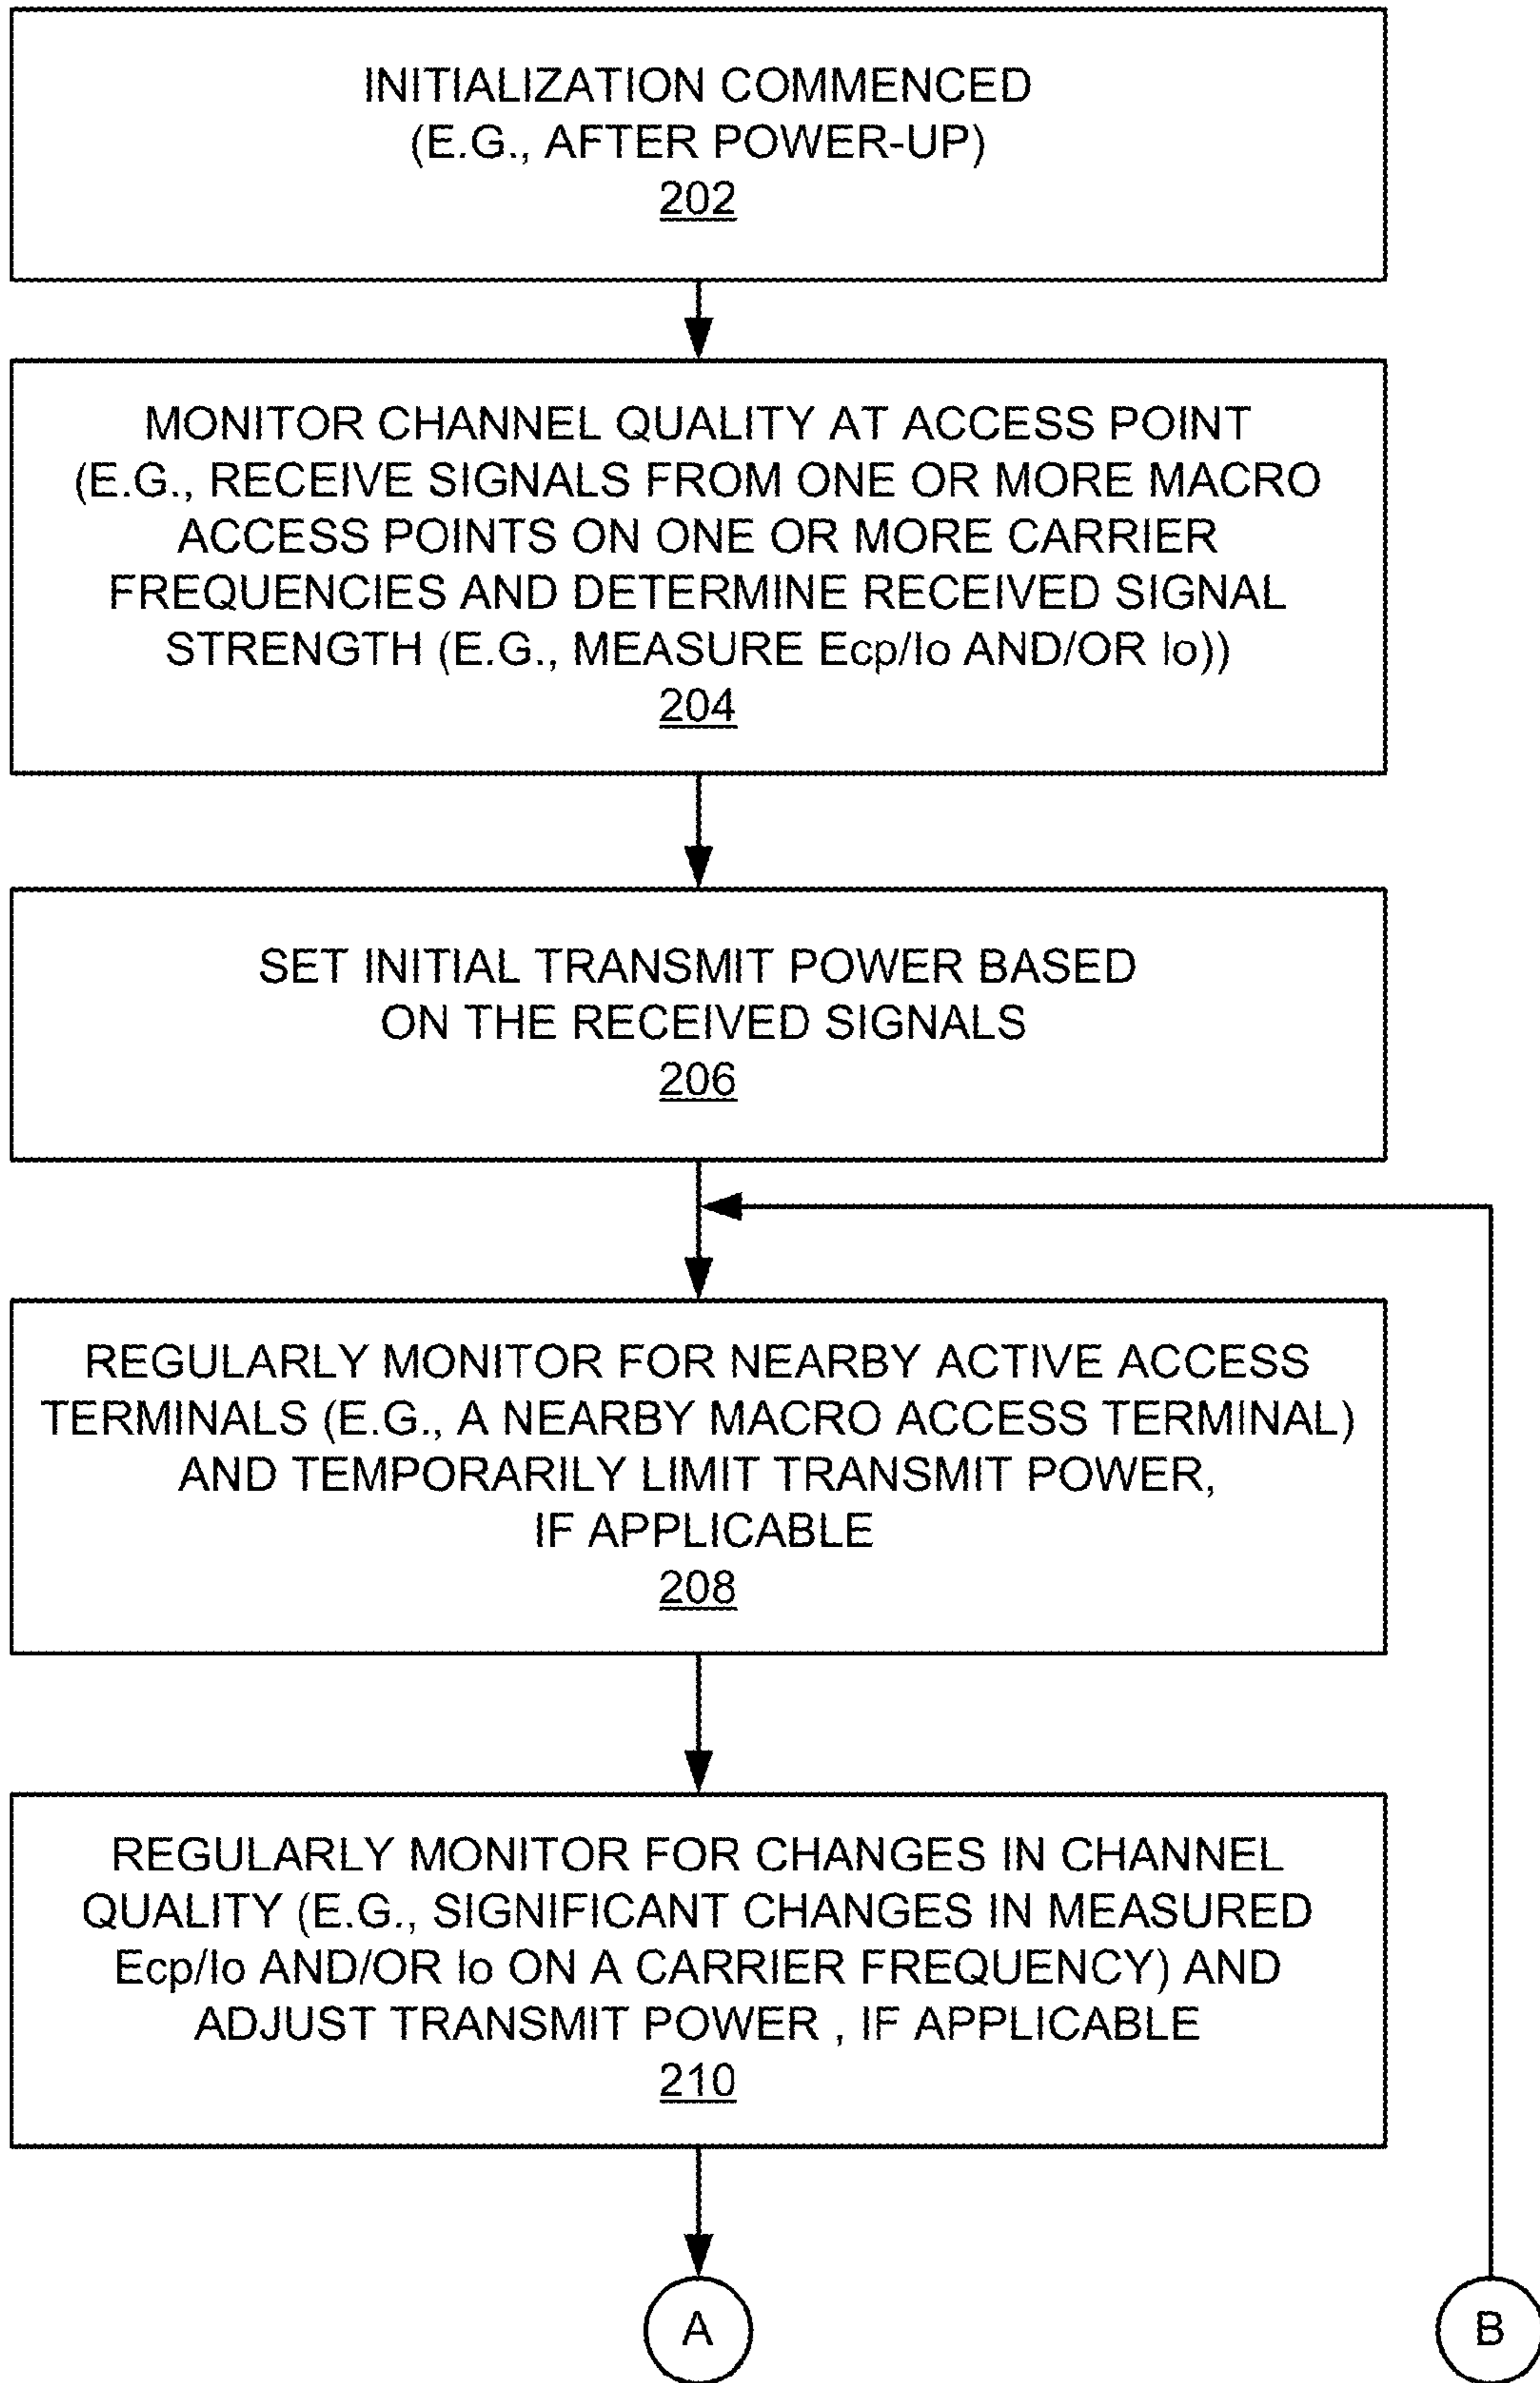 INITIALIZATION COMMENCED
(E.G., AFTER POWER-UP)
202
MONITOR CHANNEL QUALITY AT ACCESS POINT
(E.G., RECEIVE SIGNALS FROM ONE OR MORE MACRO
ACCESS POINTS ON ONE OR MORE CARRIER
FREQUENCIES AND DETERMINE RECEIVED SIGNAL
STRENGTH (E.G., MEASURE Ecp/Io AND/OR Io))
204
SET INITIAL TRANSMIT POWER BASED
ON THE RECEIVED SIGNALS
206
REGULARLY MONITOR FOR NEARBY ACTIVE ACCESS
TERMINALS (E.G., A NEARBY MACRO ACCESS TERMINAL)
AND TEMPORARILY LIMIT TRANSMIT POWER,
IF APPLICABLE
208
REGULARLY MONITOR FOR CHANGES IN CHANNEL
QUALITY (E.G., SIGNIFICANT CHANGES IN MEASURED
Ecp/Io AND/OR Io ON A CARRIER FREQUENCY) AND
ADJUST TRANSMIT POWER , IF APPLICABLE
210
A
B